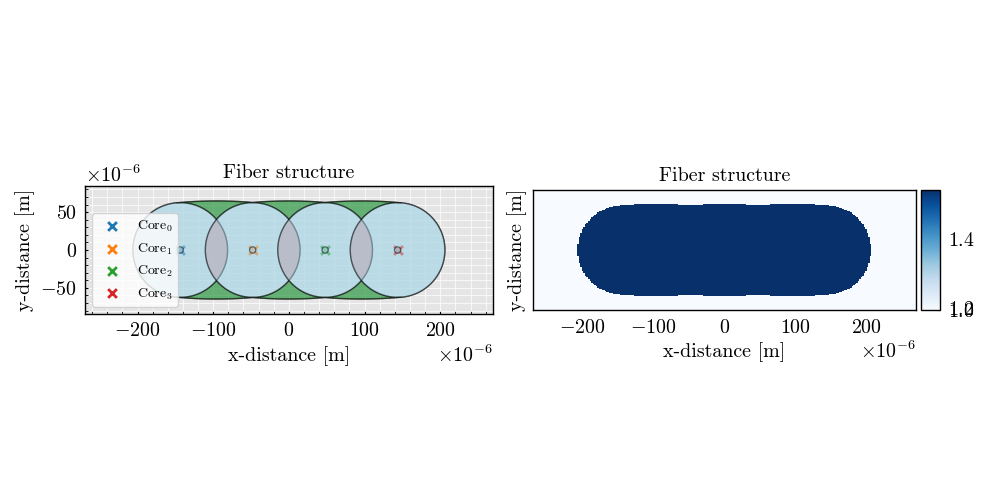 Fiber structure
×10⁻⁶
y-distance [m]
50
0
−50
Core₀
Core₁
Core₂
Core₃
−200 −100 0 100 200
x-distance [m]
×10⁻⁶
Fiber structure
y-distance [m]
−200 −100 0 100 200
x-distance [m]
×10⁻⁶
1.4
1.2
1.0